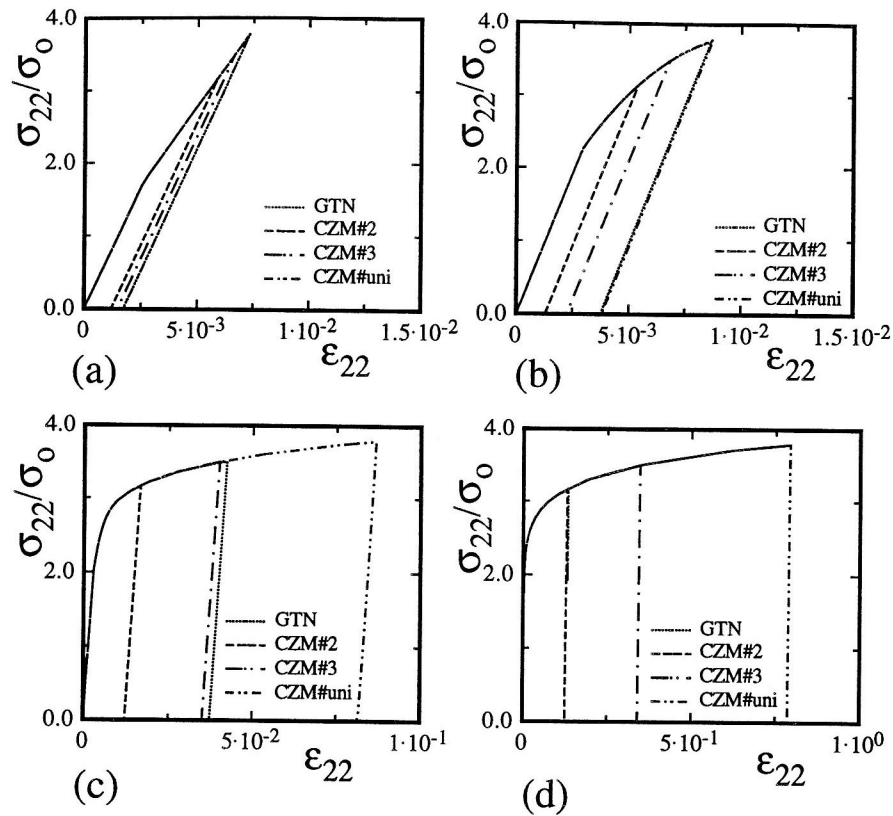 4.0
2.0
0.0
σ22/σo
GTN
CZM#2
CZM#3
CZM#uni
0
5·10-3
1·10-2
1.5·10-2
ε22
(a)
4.0
2.0
0.0
σ22/σo
GTN
CZM#2
CZM#3
CZM#uni
0
5·10-3
1·10-2
1.5·10-2
ε22
(b)
4.0
2.0
0.0
σ22/σo
GTN
CZM#2
CZM#3
CZM#uni
0
5·10-2
1·10-1
ε22
(c)
4.0
2.0
0.0
σ22/σo
GTN
CZM#2
CZM#3
CZM#uni
0
5·10-1
1·100
ε22
(d)